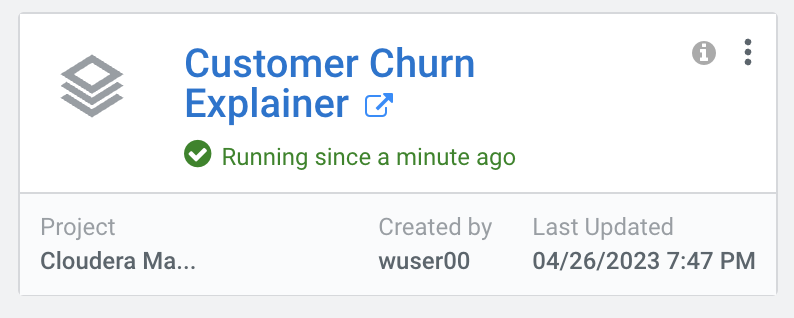 Customer Churn
Explainer
Running since a minute ago
Project
Created by
Last Updated
Cloudera Ma...
wuser00
04/26/2023 7:47 PM